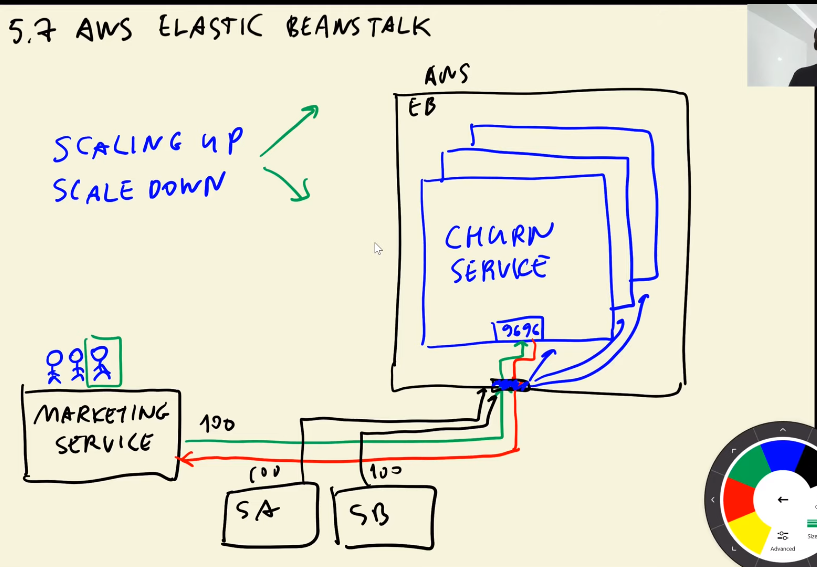 5.7 AWS ELASTIC BEANSTALK
AWS
EB
SCALING UP
SCALE DOWN
CHURN
SERVICE
9696
MARKETING
SERVICE
100
100
100
SA
SB
Advanced
Size